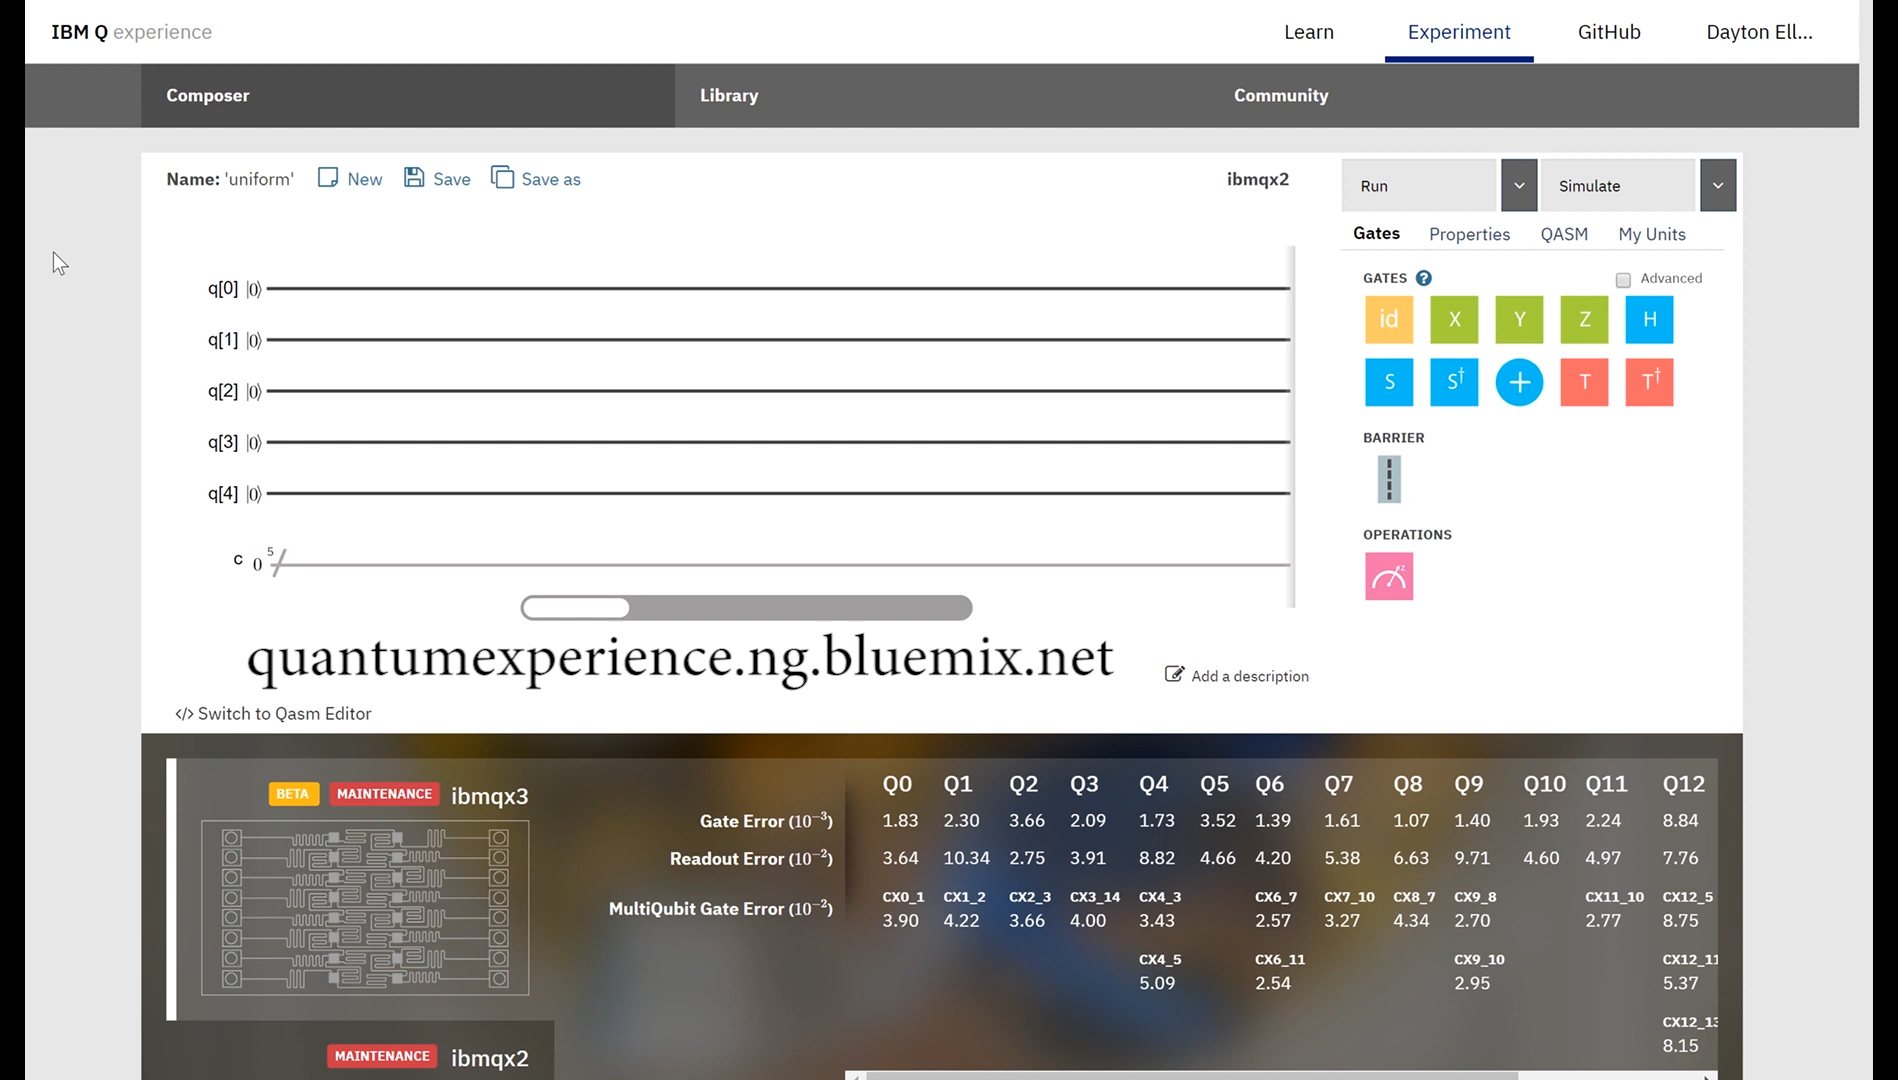 IBM Q experience
Learn
Experiment
GitHub
Dayton Ell...
Composer
Library
Community
Name: 'uniform'
New
Save
Save as
ibmqx2
Run
Simulate
Gates
Properties
QASM
My Units
GATES ?
Advanced
id X Y Z H
S S† + T T†
BARRIER
OPERATIONS
z
q[0] |0⟩
q[1] |0⟩
q[2] |0⟩
q[3] |0⟩
q[4] |0⟩
c 0 5
quantumexperience.ng.bluemix.net
Add a description
</> Switch to Qasm Editor
BETA MAINTENANCE ibmqx3
Q0 Q1 Q2 Q3 Q4 Q5 Q6 Q7 Q8 Q9 Q10 Q11 Q12
Gate Error (10⁻³) 1.83 2.30 3.66 2.09 1.73 3.52 1.39 1.61 1.07 1.40 1.93 2.24 8.84
Readout Error (10⁻²) 3.64 10.34 2.75 3.91 8.82 4.66 4.20 5.38 6.63 9.71 4.60 4.97 7.76
MultiQubit Gate Error (10⁻²)
CX0_1 CX1_2 CX2_3 CX3_14 CX4_3 CX6_7 CX7_10 CX8_7 CX9_8 CX11_10 CX12_5
3.90 4.22 3.66 4.00 3.43 2.57 3.27 4.34 2.70 2.77 8.75
CX4_5 CX6_11 CX9_10 CX12_11
5.09 2.54 2.95 5.37
CX12_13
8.15
MAINTENANCE ibmqx2